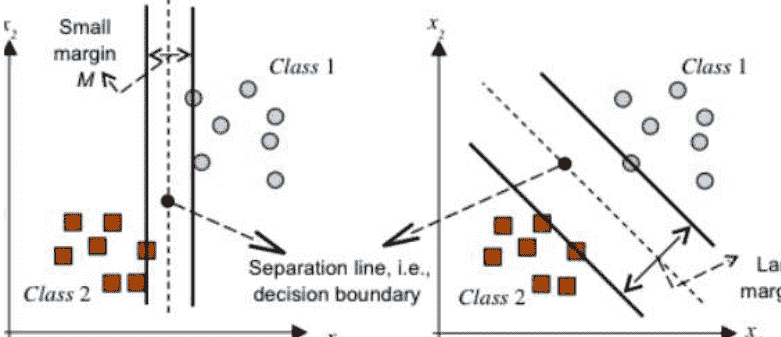 x₂
Small
margin
M
Class 1
Class 2
Separation line, i.e.,
decision boundary
x₂
Class 1
Class 2
x